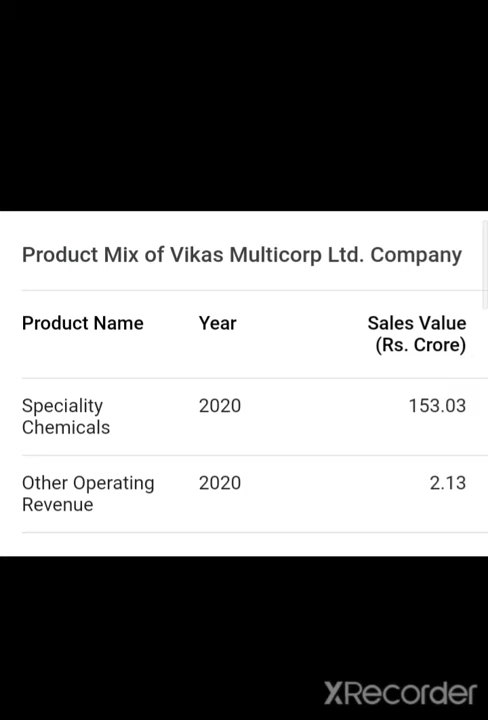 Product Mix of Vikas Multicorp Ltd. Company
Product Name Year Sales Value
(Rs. Crore)
Speciality 2020 153.03
Chemicals
Other Operating 2020 2.13
Revenue
XRecorder